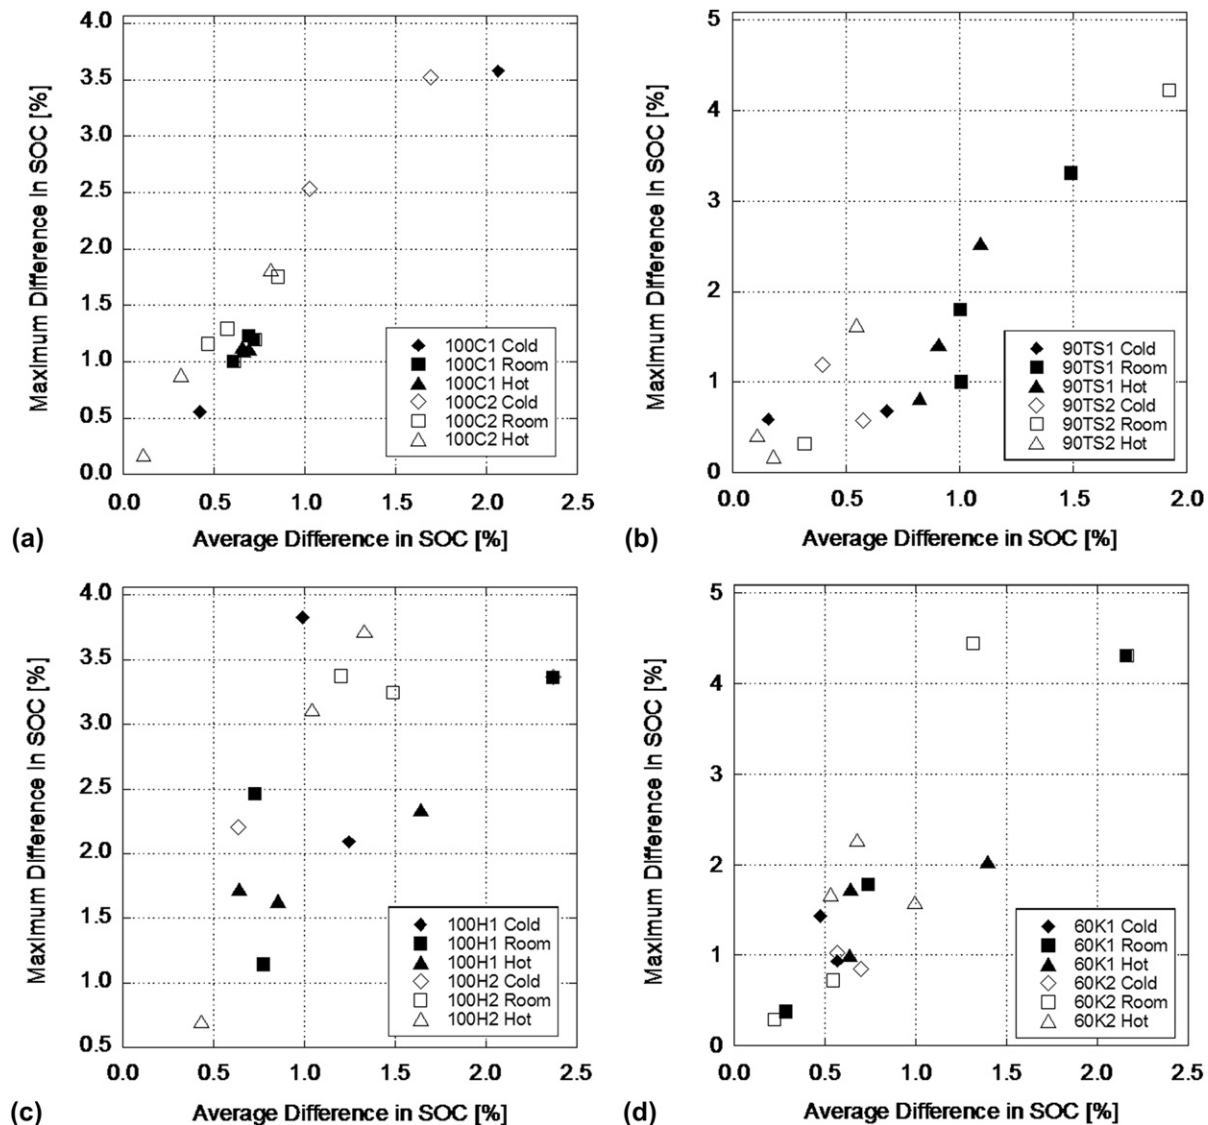 4.0
3.5
3.0
2.5
2.0
1.5
1.0
0.5
0.0
Maximum Difference in SOC [%]
100C1 Cold
100C1 Room
100C1 Hot
100C2 Cold
100C2 Room
100C2 Hot
0.0 0.5 1.0 1.5 2.0 2.5
(a) Average Difference in SOC [%]
5
4
3
2
1
0
Maximum Difference in SOC [%]
90TS1 Cold
90TS1 Room
90TS1 Hot
90TS2 Cold
90TS2 Room
90TS2 Hot
0.0 0.5 1.0 1.5 2.0
(b) Average Difference in SOC [%]
4.0
3.5
3.0
2.5
2.0
1.5
1.0
0.5
Maximum Difference in SOC [%]
100H1 Cold
100H1 Room
100H1 Hot
100H2 Cold
100H2 Room
100H2 Hot
0.0 0.5 1.0 1.5 2.0 2.5
(c) Average Difference in SOC [%]
5
4
3
2
1
0
Maximum Difference in SOC [%]
60K1 Cold
60K1 Room
60K1 Hot
60K2 Cold
60K2 Room
60K2 Hot
0.0 0.5 1.0 1.5 2.0 2.5
(d) Average Difference in SOC [%]